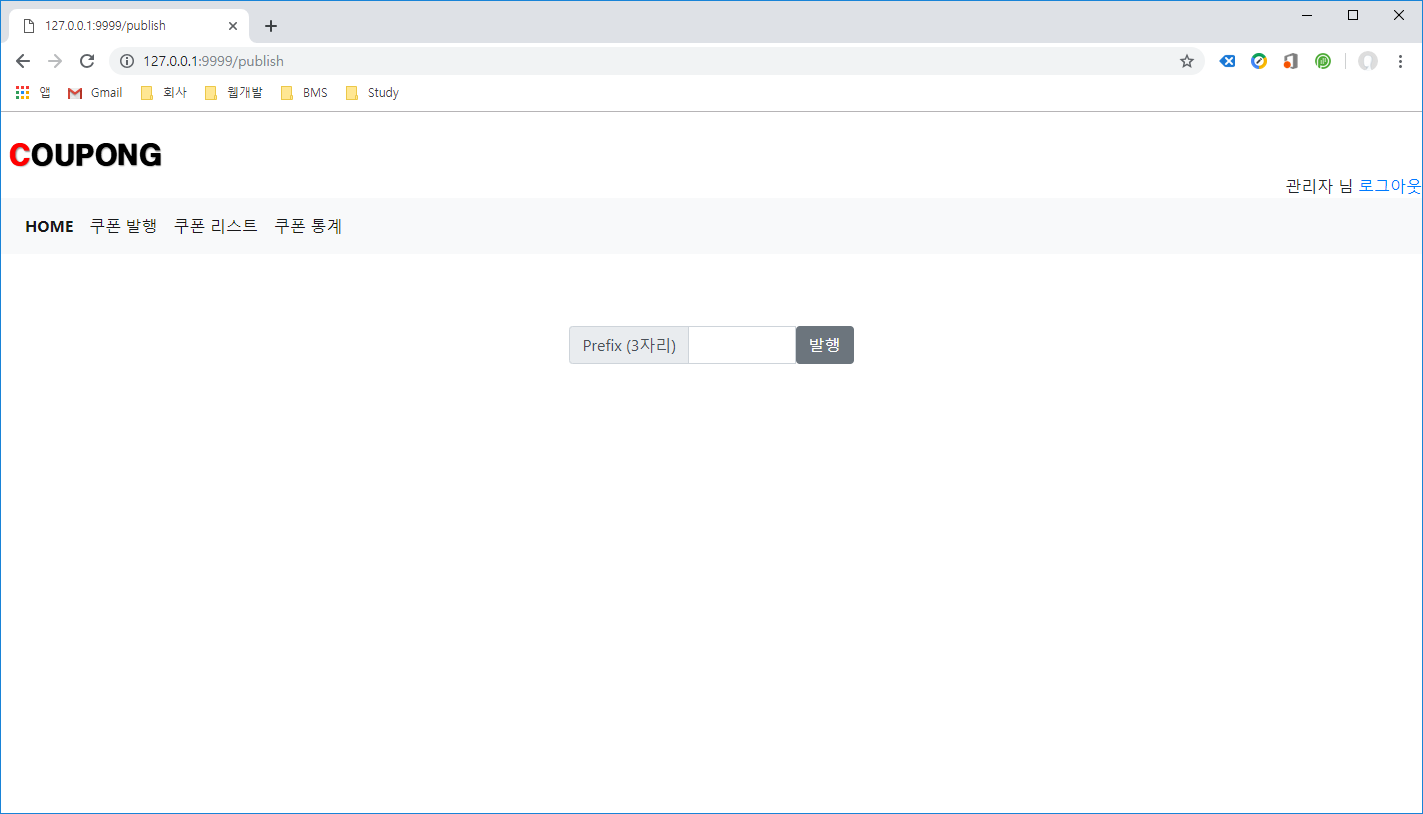 127.0.0.1:9999/publish
127.0.0.1:9999/publish
앱 Gmail 회사 웹개발 BMS Study
COUPONG
관리자 님 로그아웃
HOME 쿠폰 발행 쿠폰 리스트 쿠폰 통계
Prefix (3자리) 발행